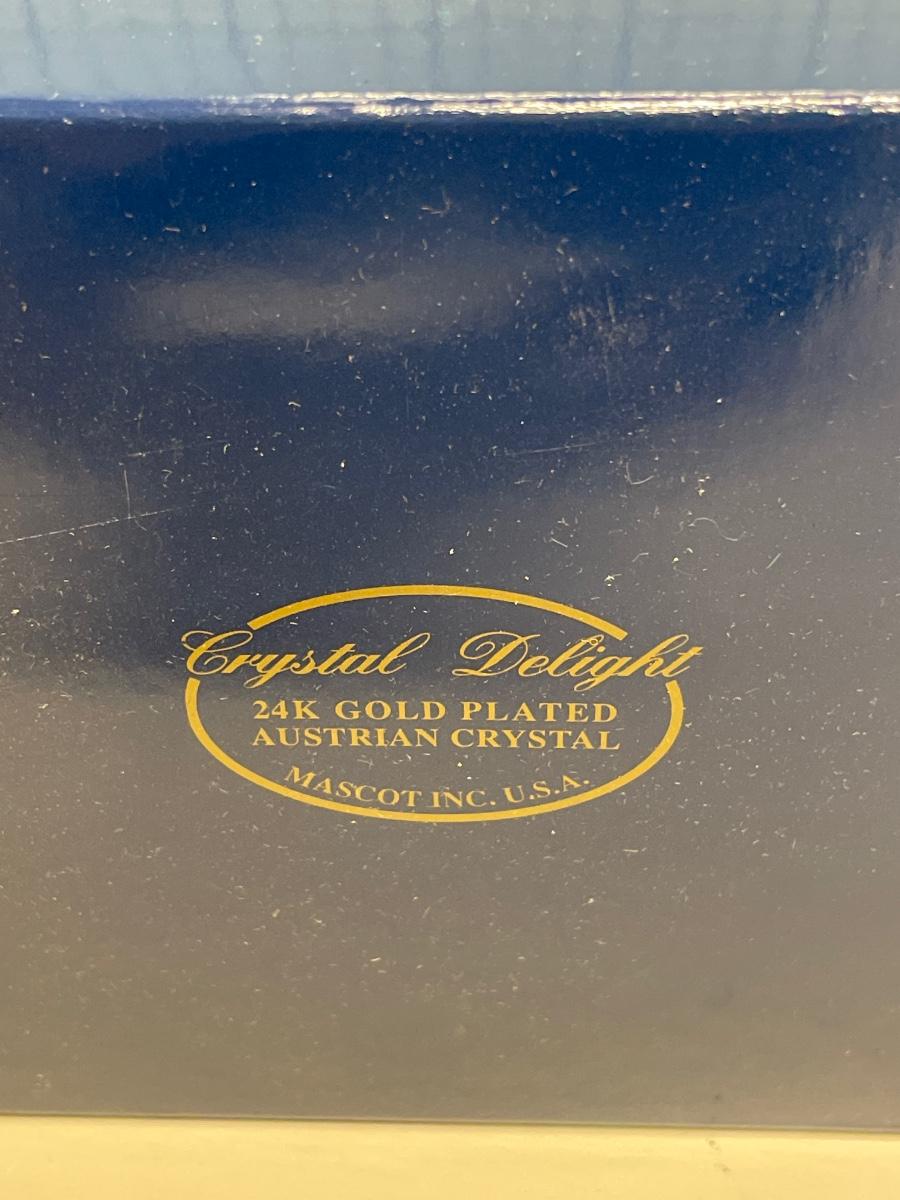 Crystal Delight
24K GOLD PLATED
AUSTRIAN CRYSTAL
MASCOT INC. U.S.A.